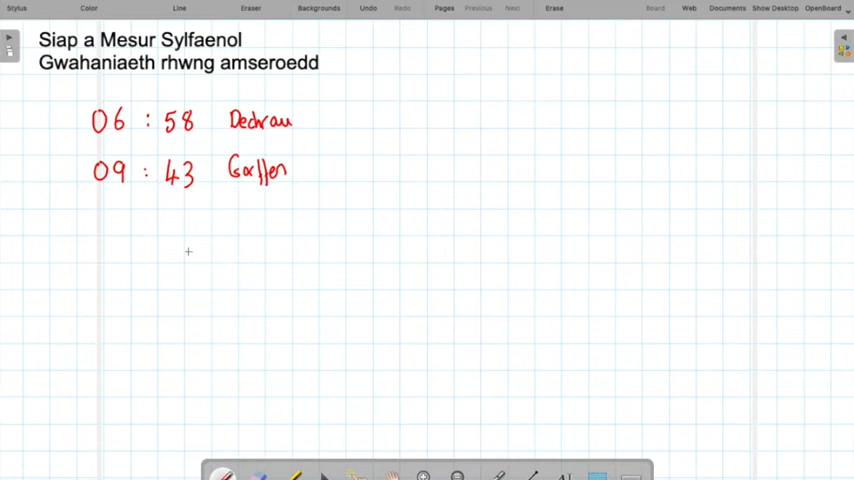 Stylus Color Line Eraser Backgrounds Undo Redo Pages Previous Next Erase Board Web Documents Show Desktop OpenBoard
Siap a Mesur Sylfaenol
Gwahaniaeth rhwng amseroedd
06 : 58 Dechrau
09 : 43 Gorffen